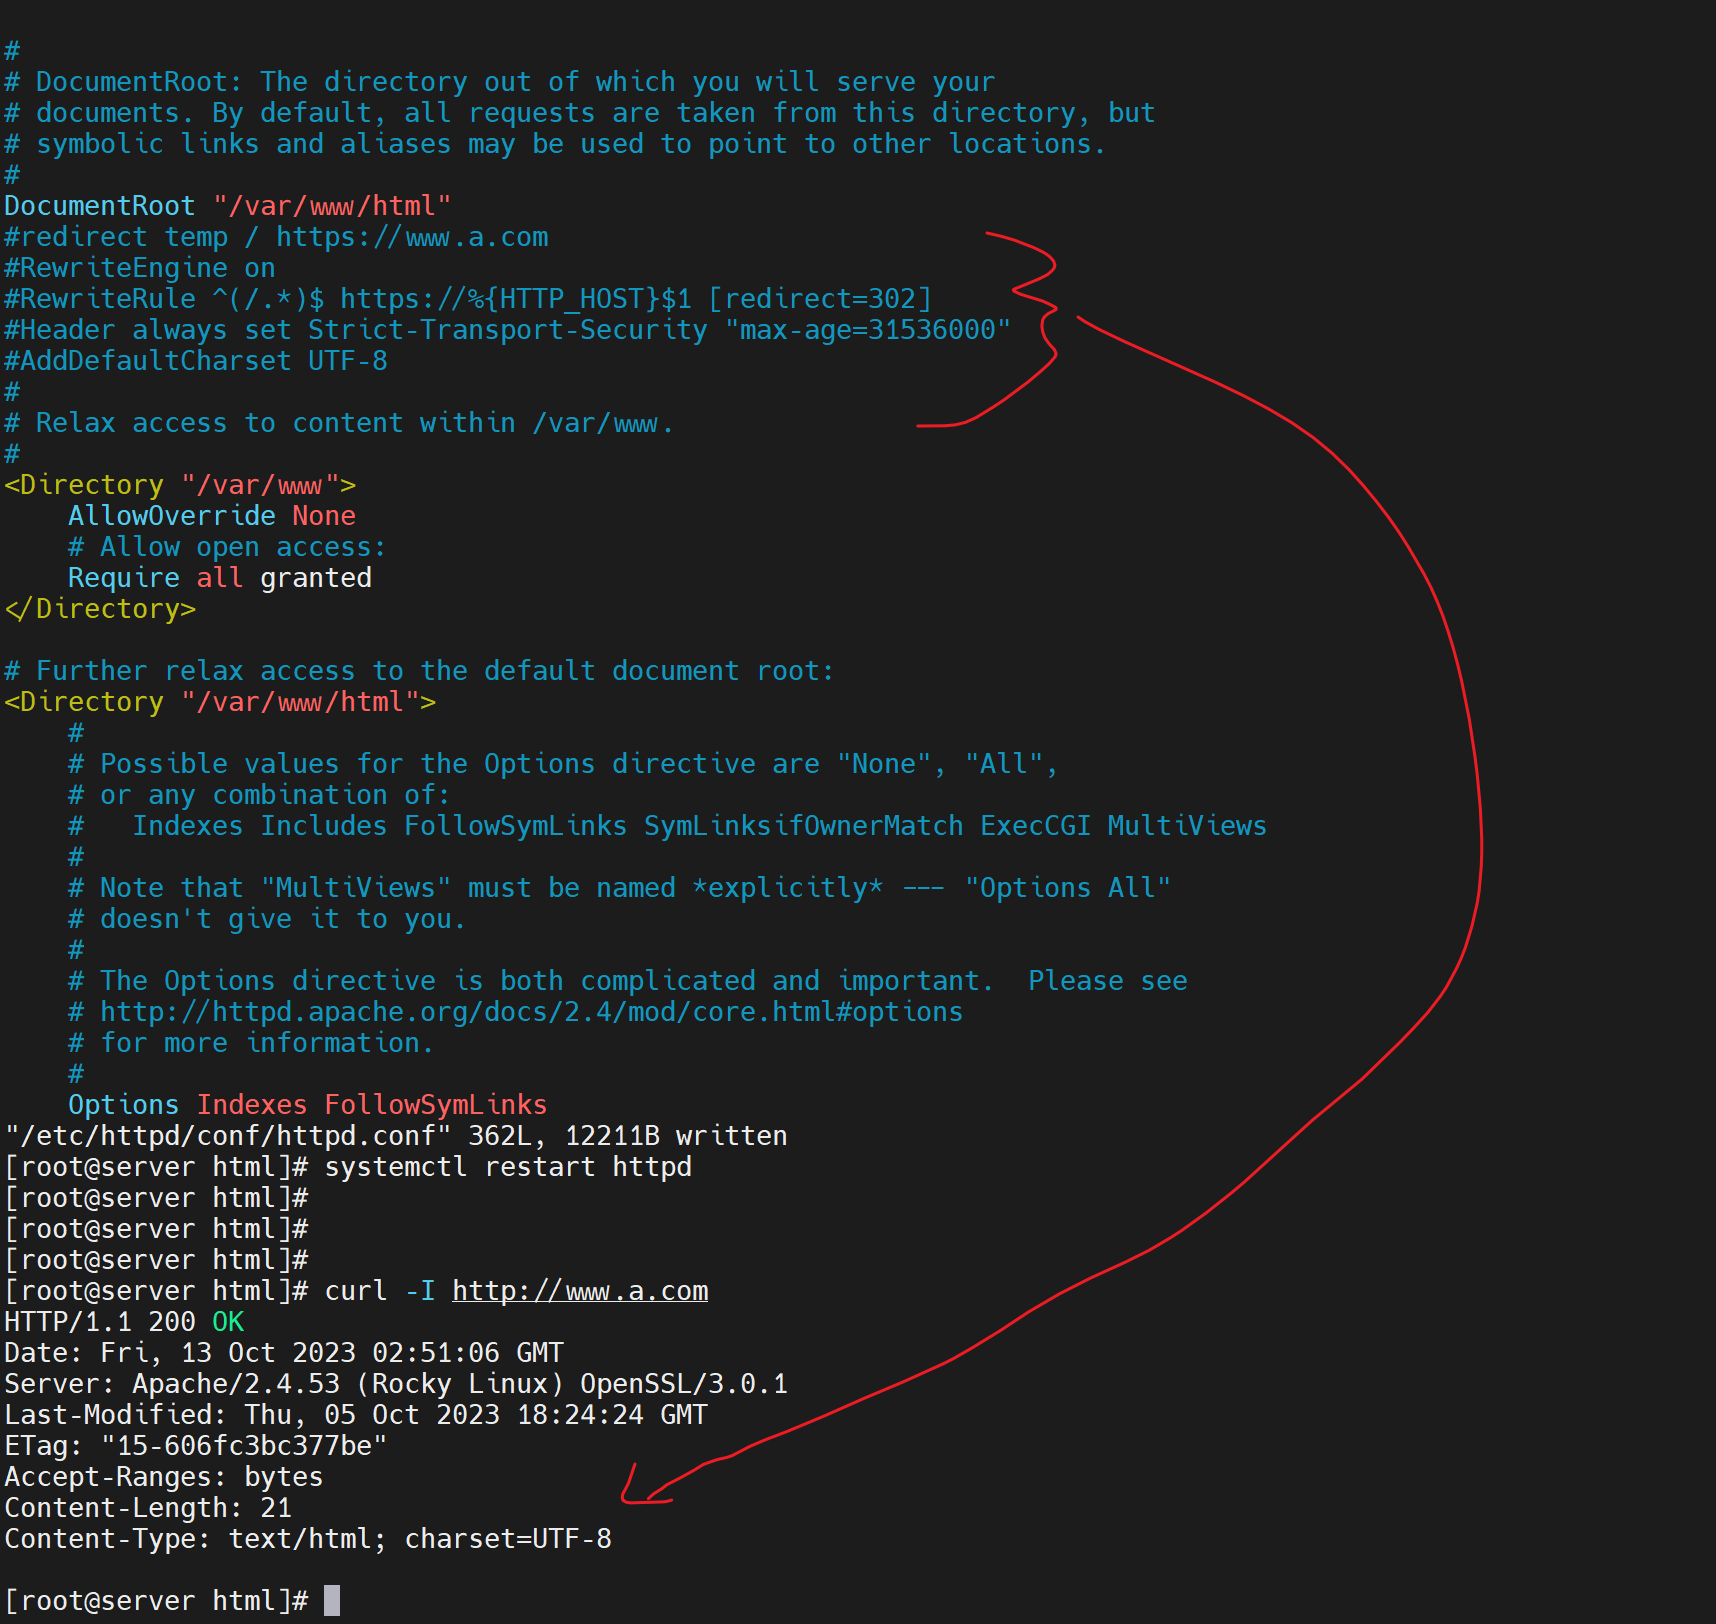 #
# DocumentRoot: The directory out of which you will serve your
# documents. By default, all requests are taken from this directory, but
# symbolic links and aliases may be used to point to other locations.
#
DocumentRoot "/var/www/html"
#redirect temp / https://www.a.com
#RewriteEngine on
#RewriteRule ^(/.*)$ https://%{HTTP_HOST}$1 [redirect=302]
#Header always set Strict-Transport-Security "max-age=31536000"
#AddDefaultCharset UTF-8
#
# Relax access to content within /var/www.
#
<Directory "/var/www">
    AllowOverride None
    # Allow open access:
    Require all granted
</Directory>

# Further relax access to the default document root:
<Directory "/var/www/html">
    #
    # Possible values for the Options directive are "None", "All",
    # or any combination of:
    #   Indexes Includes FollowSymLinks SymLinksifOwnerMatch ExecCGI MultiViews
    #
    # Note that "MultiViews" must be named *explicitly* --- "Options All"
    # doesn't give it to you.
    #
    # The Options directive is both complicated and important.  Please see
    # http://httpd.apache.org/docs/2.4/mod/core.html#options
    # for more information.
    #
    Options Indexes FollowSymLinks
"/etc/httpd/conf/httpd.conf" 362L, 12211B written
[root@server html]# systemctl restart httpd
[root@server html]#
[root@server html]#
[root@server html]#
[root@server html]# curl -I http://www.a.com
HTTP/1.1 200 OK
Date: Fri, 13 Oct 2023 02:51:06 GMT
Server: Apache/2.4.53 (Rocky Linux) OpenSSL/3.0.1
Last-Modified: Thu, 05 Oct 2023 18:24:24 GMT
ETag: "15-606fc3bc377be"
Accept-Ranges: bytes
Content-Length: 21
Content-Type: text/html; charset=UTF-8

[root@server html]#